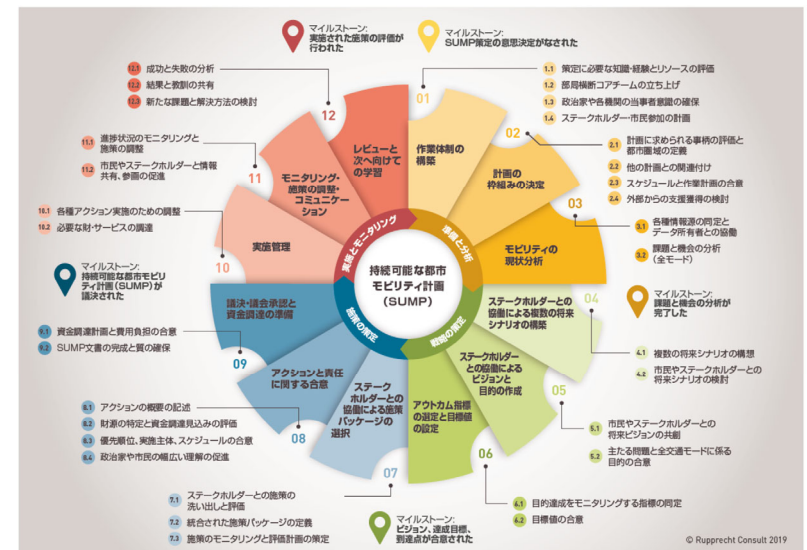 マイルストーン:
実施された施策の評価が
行われた
マイルストーン:
SUMP策定の意思決定がなされた
12.1 成功と失敗の分析
12.2 結果と教訓の共有
12.3 新たな課題と解決方法の検討
1.1 策定に必要な知識・経験とリソースの評価
1.2 部局横断コアチームの立ち上げ
1.3 政治家や各機関の当事者意識の確保
1.4 ステークホルダー・市民参加の計画
11.1 進捗状況のモニタリングと
施策の調整
11.2 市民やステークホルダーと情報
共有、参画の促進
2.1 計画に求められる事柄の評価と
都市圏域の定義
2.2 他の計画との関連付け
2.3 スケジュールと作業計画の合意
2.4 外部からの支援獲得の検討
10.1 各種アクション実施のための調整
10.2 必要な財・サービスの調達
3.1 各種情報源の同定と
データ所有者との協働
3.2 課題と機会の分析
(全モード)
マイルストーン:
持続可能な都市モビリ
ティ計画(SUMP)が
議決された
マイルストーン:
課題と機会の分析が
完了した
9.1 資金調達計画と費用負担の合意
9.2 SUMP文書の完成と質の確保
4.1 複数の将来シナリオの構想
4.2 市民やステークホルダーとの
将来シナリオの検討
8.1 アクションの概要の記述
8.2 財源の特定と資金調達見込みの評価
8.3 優先順位、実施主体、スケジュールの合意
8.4 政治家や市民の幅広い理解の促進
5.1 市民やステークホルダーとの
将来ビジョンの共創
5.2 主たる問題と全交通モードに係る
目的の合意
7.1 ステークホルダーとの施策の
洗い出しと評価
7.2 統合された施策パッケージの定義
7.3 施策のモニタリングと評価計画の策定
6.1 目的達成をモニタリングする指標の同定
6.2 目標値の合意
マイルストーン:
ビジョン、達成目標、
到達点が合意された
01
作業体制の
構築
02
計画の
枠組みの決定
03
モビリティの
現状分析
04
ステークホルダーとの
協働による複数の将来
シナリオの構築
05
ステークホルダー
との協働による
ビジョンと
目的の作成
06
アウトカム指標
の選定と目標値
の設定
07
ステーク
ホルダーとの
協働による施策
パッケージの
選択
08
アクションと責任
に関する合意
09
議決・議会承認と
資金調達の準備
10
実施管理
11
モニタリング・
施策の調整・
コミュニケー
ション
12
レビューと
次へ向けて
の学習
準備と分析
戦略の策定
施策の策定
実施とモニタリング
持続可能な都市
モビリティ計画
(SUMP)
© Rupprecht Consult 2019